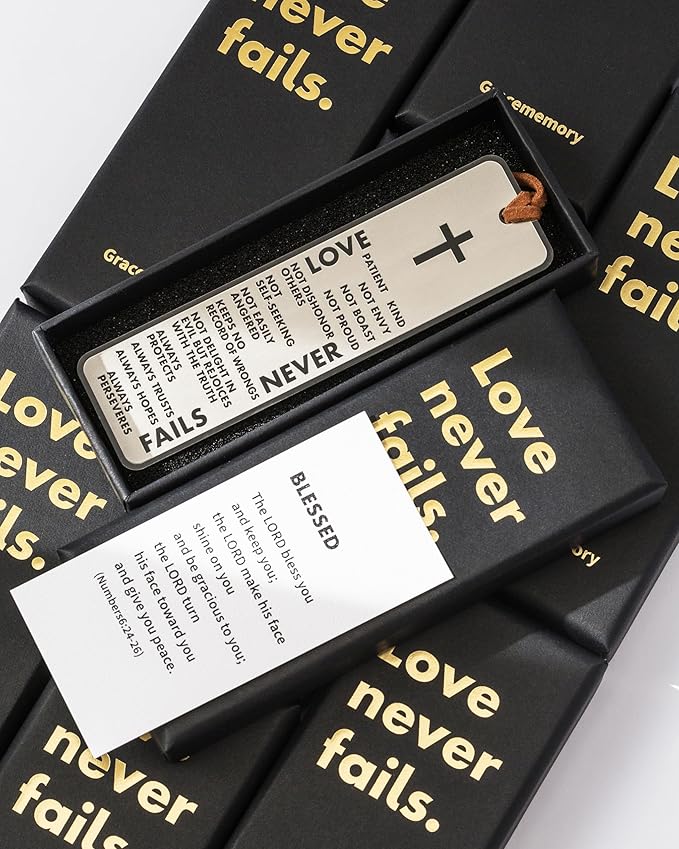 Love
never
fails.
Grace
Gracememory
Love
never
fails.
LOVE
PATIENT KIND
NOT ENVY
NOT BOAST
NOT PROUD
NOT DISHONOR
OTHERS
NOT
SELF-SEEKING
NEVER
NOT EASILY
ANGERED
KEEPS NO
RECORD OF WRONGS
NOT DELIGHT IN
EVIL BUT REJOICES
WITH THE TRUTH
ALWAYS
PROTECTS
ALWAYS TRUSTS
ALWAYS HOPES
ALWAYS
PERSEVERES
FAILS
Love
never
fails.
BLESSED
The LORD bless you
and keep you;
the LORD make his face
shine on you
and be gracious to you;
the LORD turn
his face toward you
and give you peace.
(Numbers6:24-26)
Love
ever
ls.
mory
never
fails
Love
never
fails.